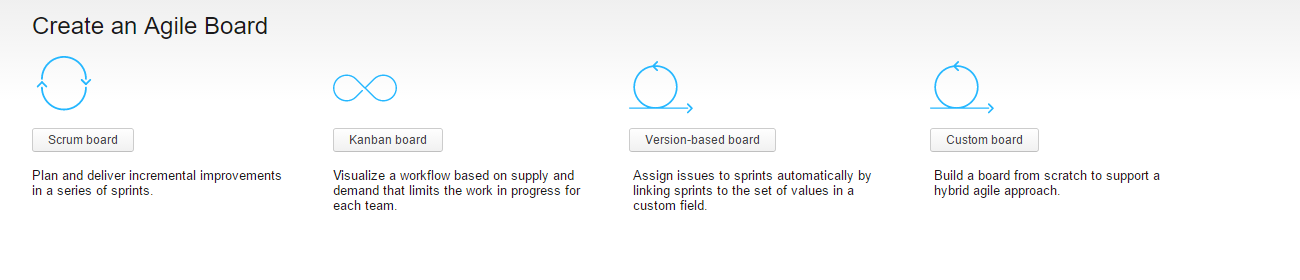 Create an Agile Board
Scrum board
Plan and deliver incremental improvements
in a series of sprints.
Kanban board
Visualize a workflow based on supply and
demand that limits the work in progress for
each team.
Version-based board
Assign issues to sprints automatically by
linking sprints to the set of values in a
custom field.
Custom board
Build a board from scratch to support a
hybrid agile approach.